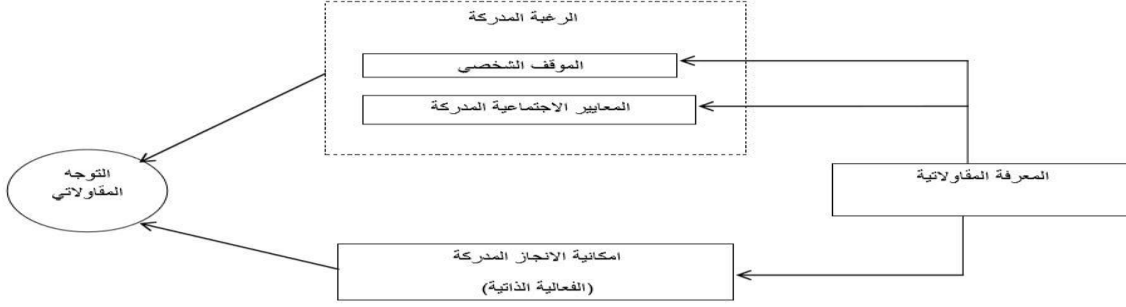 الرغبة المدركة
الموقف الشخصي
المعايير الاجتماعية المدركة
المعرفة المقاولاتية
التوجه
المقاولاتي
امكانية الانجاز المدركة
(الفعالية الذاتية)